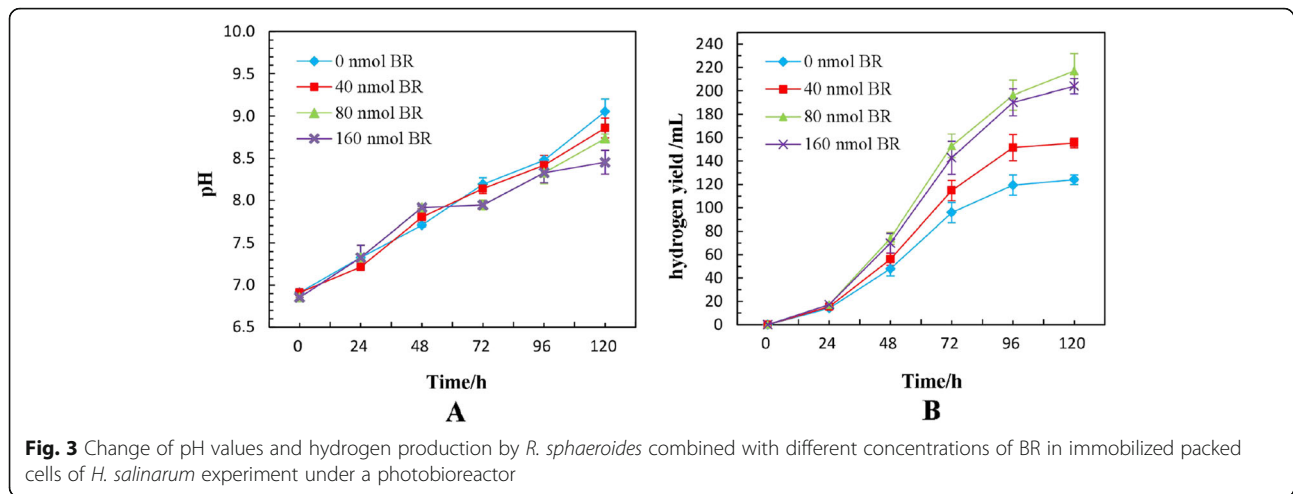 10.0
9.5
9.0
8.5
8.0
7.5
7.0
6.5
pH
0 nmol BR
40 nmol BR
80 nmol BR
160 nmol BR
0 24 48 72 96 120
Time/h
A
240
220
200
180
160
140
120
100
80
60
40
20
0
hydrogen yield /mL
0 nmol BR
40 nmol BR
80 nmol BR
160 nmol BR
0 24 48 72 96 120
Time/h
B
Fig. 3 Change of pH values and hydrogen production by R. sphaeroides combined with different concentrations of BR in immobilized packed
cells of H. salinarum experiment under a photobioreactor